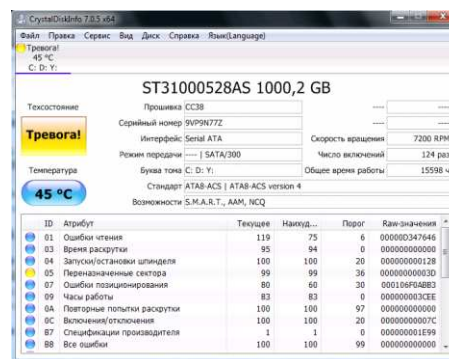 CrystalDiskInfo 7.0.5 x64
Файл Правка Сервис Вид Диск Справка Язык(Language)
Тревога!
45 °C
C: D: Y:
ST31000528AS 1000,2 GB
Техсостояние
Тревога!
Температура
45 °C
Прошивка CC38 ---- ----
Серийный номер 9VP9N77Z ---- ----
Интерфейс Serial ATA Скорость вращения 7200 RPM
Режим передачи ---- | SATA/300 Число включений 124 раз
Буква тома C: D: Y: Общее время работы 15598 ч
Стандарт ATA8-ACS | ATA8-ACS version 4
Возможности S.M.A.R.T., AAM, NCQ
ID Атрибут Текущее Наихуд... Порог Raw-значения
01 Ошибки чтения 119 75 6 00000D347646
03 Время раскрутки 95 94 0 000000000000
04 Запуски/остановки шпинделя 100 100 20 000000000128
05 Переназначенные сектора 99 99 36 00000000003D
07 Ошибки позиционирования 80 60 30 000106F0ABB3
09 Часы работы 83 83 0 000000003CEE
0A Повторные попытки раскрутки 100 100 97 000000000000
0C Включения/отключения 100 100 20 00000000007C
B7 Спецификации производителя 1 1 0 000000001E99
B8 Все ошибки 100 100 99 000000000000